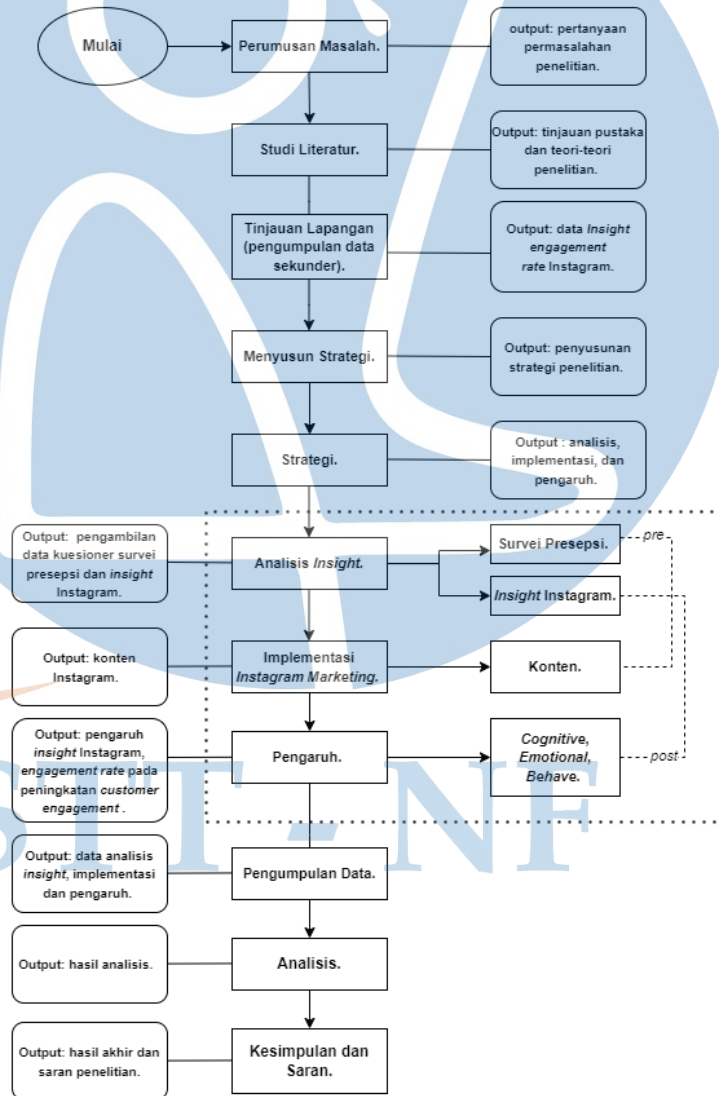 Mulai
Perumusan Masalah.
output: pertanyaan
permasalahan
penelitian.
Studi Literatur.
Output: tinjauan pustaka
dan teori-teori
penelitian.
Tinjauan Lapangan
(pengumpulan data
sekunder).
Output: data Insight
engagement
rate Instagram.
Menyusun Strategi.
Output: penyusunan
strategi penelitian.
Strategi.
Output : analisis,
implementasi, dan
pengaruh.
Output: pengambilan
data kuesioner survei
presepsi dan insight
Instagram.
Analisis Insight.
Survei Presepsi.
pre
Insight Instagram.
Output: konten
Instagram.
Implementasi
Instagram Marketing.
Konten.
Output: pengaruh
insight Instagram,
engagement rate pada
peningkatan customer
engagement .
Pengaruh.
Cognitive,
Emotional,
Behave.
post
STT - NF
Output: data analisis
insight, implementasi
dan pengaruh.
Pengumpulan Data.
Output: hasil analisis.
Analisis.
Output: hasil akhir dan
saran penelitian.
Kesimpulan dan
Saran.